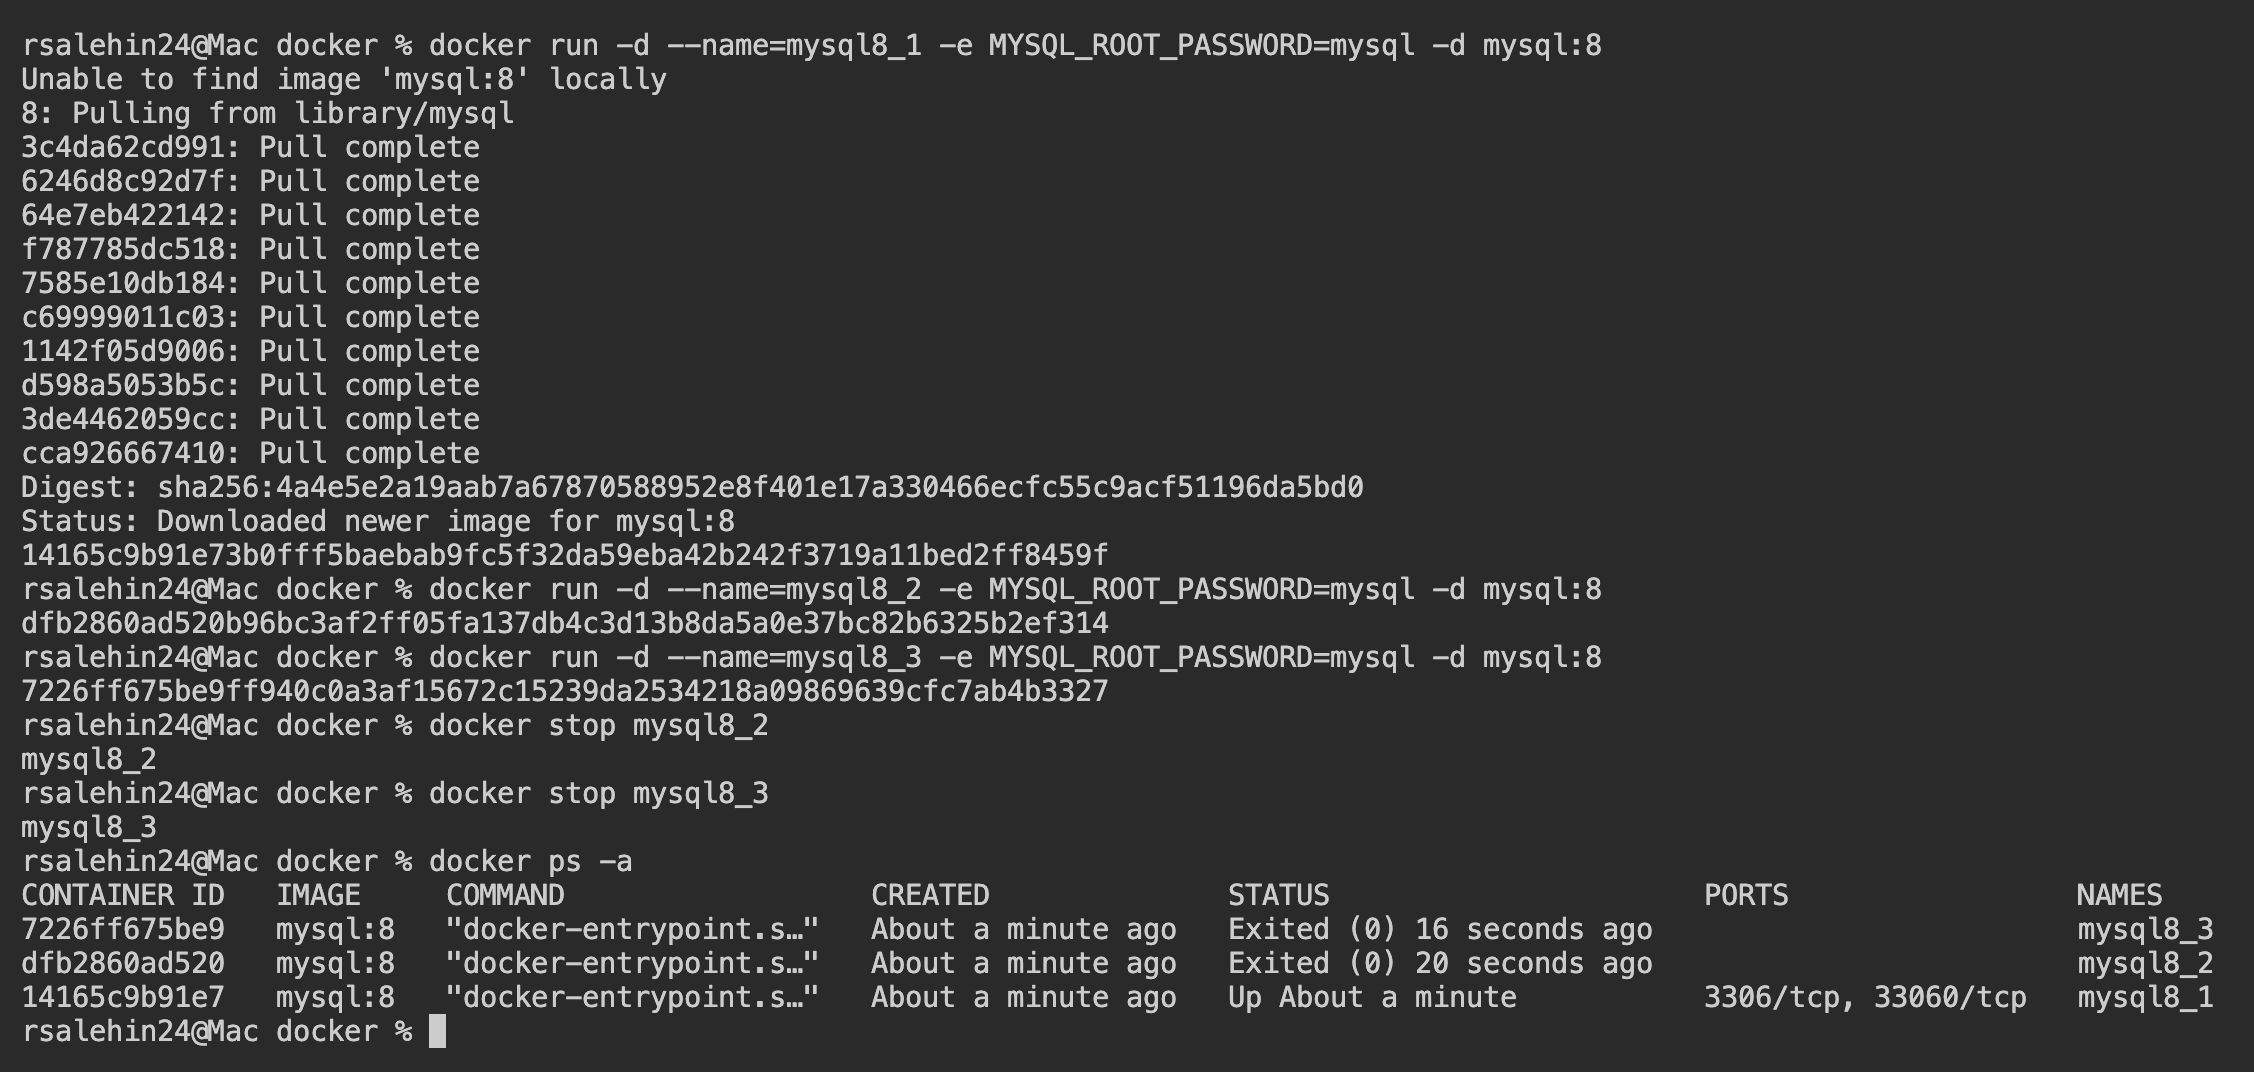 rsalehin24@Mac docker % docker run -d --name=mysql8_1 -e MYSQL_ROOT_PASSWORD=mysql -d mysql:8
Unable to find image 'mysql:8' locally
8: Pulling from library/mysql
3c4da62cd991: Pull complete
6246d8c92d7f: Pull complete
64e7eb422142: Pull complete
f787785dc518: Pull complete
7585e10db184: Pull complete
c69999011c03: Pull complete
1142f05d9006: Pull complete
d598a5053b5c: Pull complete
3de4462059cc: Pull complete
cca926667410: Pull complete
Digest: sha256:4a4e5e2a19aab7a67870588952e8f401e17a330466ecfc55c9acf51196da5bd0
Status: Downloaded newer image for mysql:8
14165c9b91e73b0fff5baebab9fc5f32da59eba42b242f3719a11bed2ff8459f
rsalehin24@Mac docker % docker run -d --name=mysql8_2 -e MYSQL_ROOT_PASSWORD=mysql -d mysql:8
dfb2860ad520b96bc3af2ff05fa137db4c3d13b8da5a0e37bc82b6325b2ef314
rsalehin24@Mac docker % docker run -d --name=mysql8_3 -e MYSQL_ROOT_PASSWORD=mysql -d mysql:8
7226ff675be9ff940c0a3af15672c15239da2534218a09869639cfc7ab4b3327
rsalehin24@Mac docker % docker stop mysql8_2
mysql8_2
rsalehin24@Mac docker % docker stop mysql8_3
mysql8_3
rsalehin24@Mac docker % docker ps -a
CONTAINER ID   IMAGE     COMMAND                  CREATED              STATUS                      PORTS                 NAMES
7226ff675be9   mysql:8   "docker-entrypoint.s…"   About a minute ago   Exited (0) 16 seconds ago                         mysql8_3
dfb2860ad520   mysql:8   "docker-entrypoint.s…"   About a minute ago   Exited (0) 20 seconds ago                         mysql8_2
14165c9b91e7   mysql:8   "docker-entrypoint.s…"   About a minute ago   Up About a minute           3306/tcp, 33060/tcp   mysql8_1
rsalehin24@Mac docker %